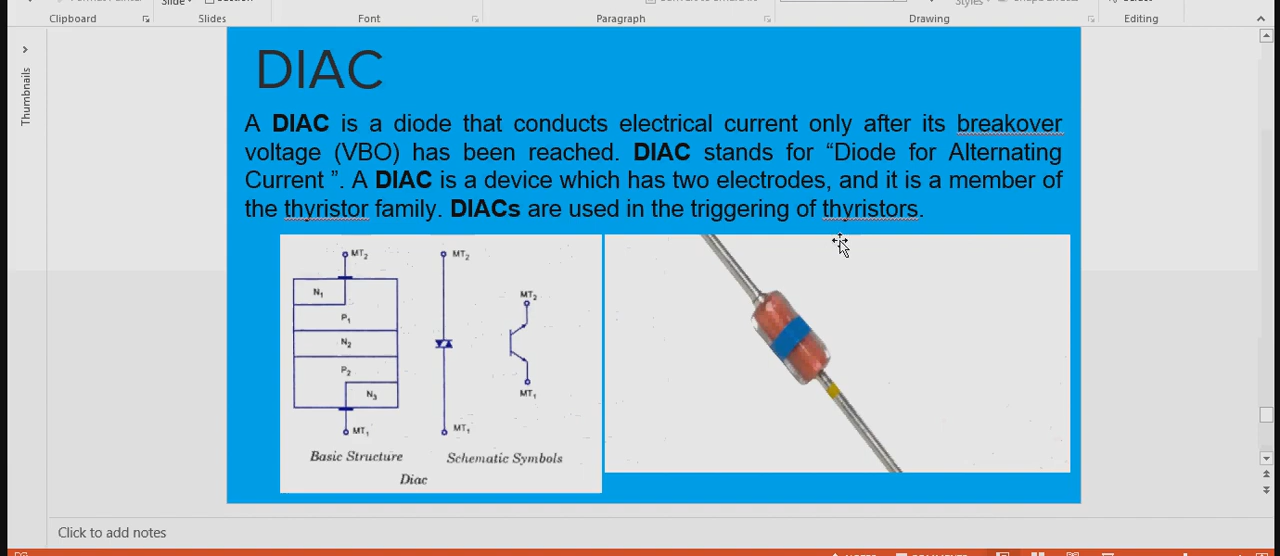 Clipboard
Slides
Font
Paragraph
Drawing
Editing
Thumbnails
DIAC
A DIAC is a diode that conducts electrical current only after its breakover
voltage (VBO) has been reached. DIAC stands for “Diode for Alternating
Current ”. A DIAC is a device which has two electrodes, and it is a member of
the thyristor family. DIACs are used in the triggering of thyristors.
MT₂
N₁
P₁
N₂
P₂
N₃
MT₁
MT₂
MT₁
MT₂
MT₁
Basic Structure
Schematic Symbols
Diac
Click to add notes